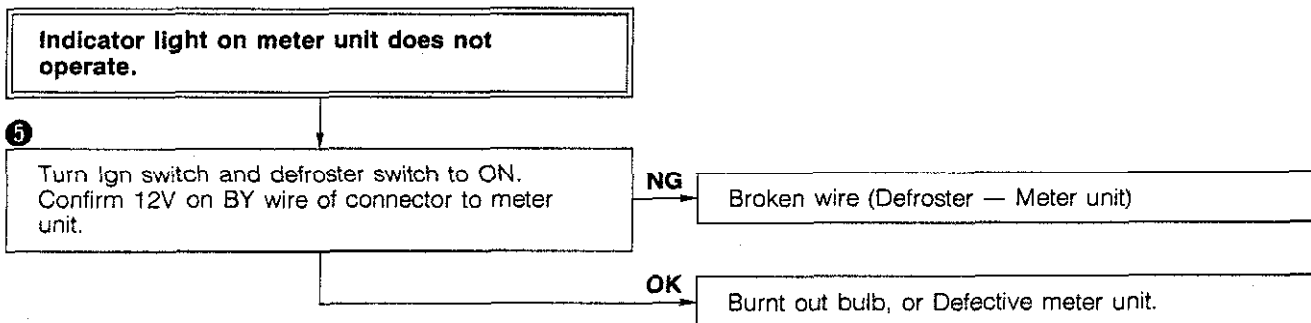 Indicator light on meter unit does not
operate.
❺
Turn Ign switch and defroster switch to ON.
Confirm 12V on BY wire of connector to meter
unit.
NG
Broken wire (Defroster — Meter unit)
OK
Burnt out bulb, or Defective meter unit.